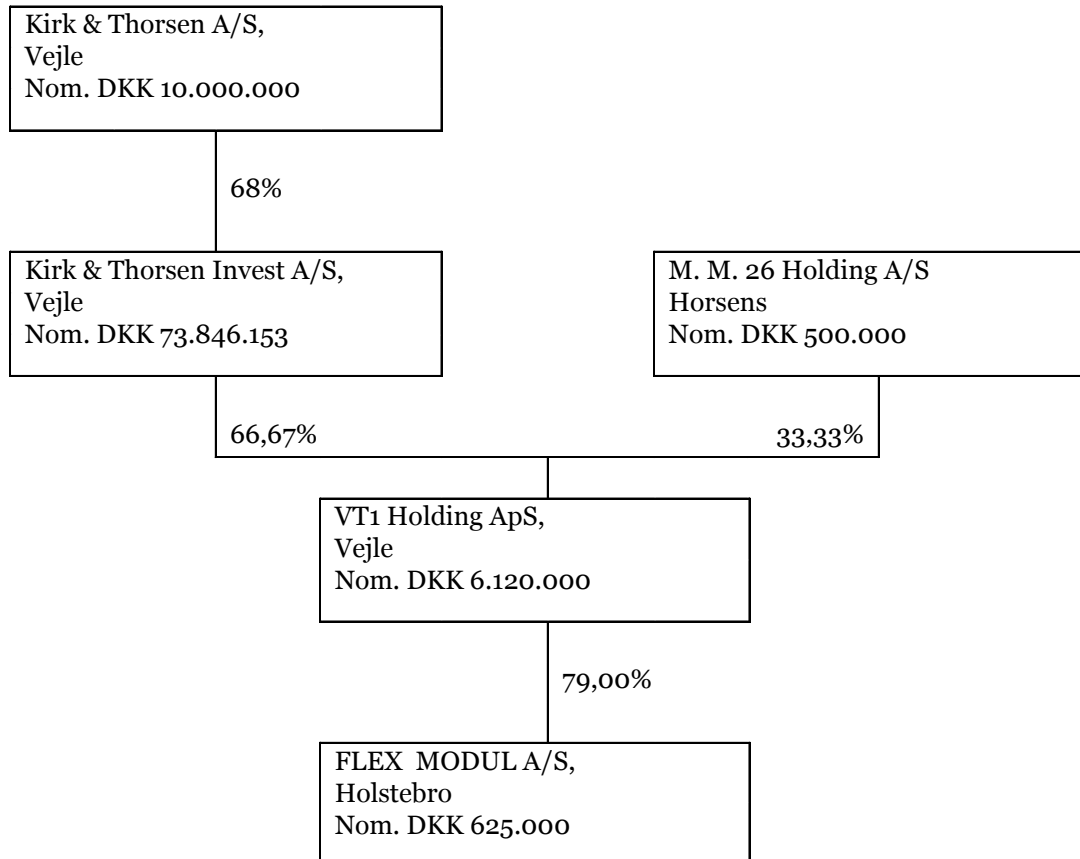 Kirk & Thorsen A/S,
Vejle
Nom. DKK 10.000.000
68%
Kirk & Thorsen Invest A/S,
Vejle
Nom. DKK 73.846.153
M. M. 26 Holding A/S
Horsens
Nom. DKK 500.000
66,67%
33,33%
VT1 Holding ApS,
Vejle
Nom. DKK 6.120.000
79,00%
FLEX MODUL A/S,
Holstebro
Nom. DKK 625.000